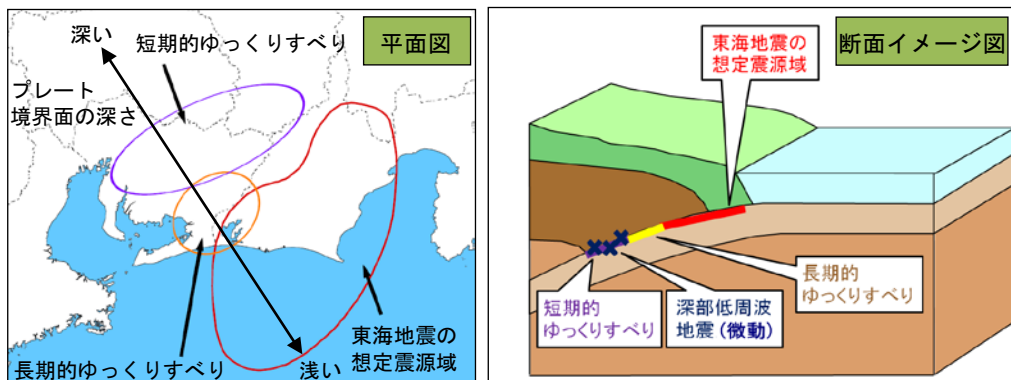 平面図
深い
短期的ゆっくりすべり
プレート
境界面の深さ
長期的ゆっくりすべり
浅い
東海地震の
想定震源域
断面イメージ図
東海地震の
想定震源域
短期的
ゆっくりすべり
深部低周波
地震（微動）
長期的
ゆっくりすべり